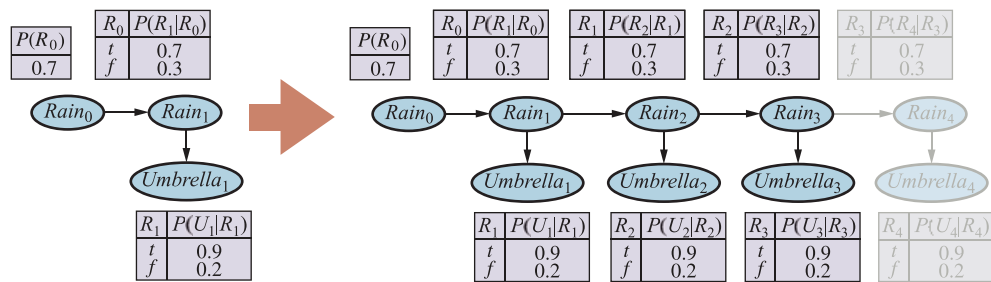 P(R₀)
0.7
R₀ P(R₁|R₀)
t 0.7
f 0.3
Rain₀
Rain₁
Umbrella₁
R₁ P(U₁|R₁)
t 0.9
f 0.2
P(R₀)
0.7
R₀ P(R₁|R₀)
t 0.7
f 0.3
R₁ P(R₂|R₁)
t 0.7
f 0.3
R₂ P(R₃|R₂)
t 0.7
f 0.3
R₃ P(R₄|R₃)
t 0.7
f 0.3
Rain₀
Rain₁
Rain₂
Rain₃
Rain₄
Umbrella₁
Umbrella₂
Umbrella₃
Umbrella₄
R₁ P(U₁|R₁)
t 0.9
f 0.2
R₂ P(U₂|R₂)
t 0.9
f 0.2
R₃ P(U₃|R₃)
t 0.9
f 0.2
R₄ P(U₄|R₄)
t 0.9
f 0.2